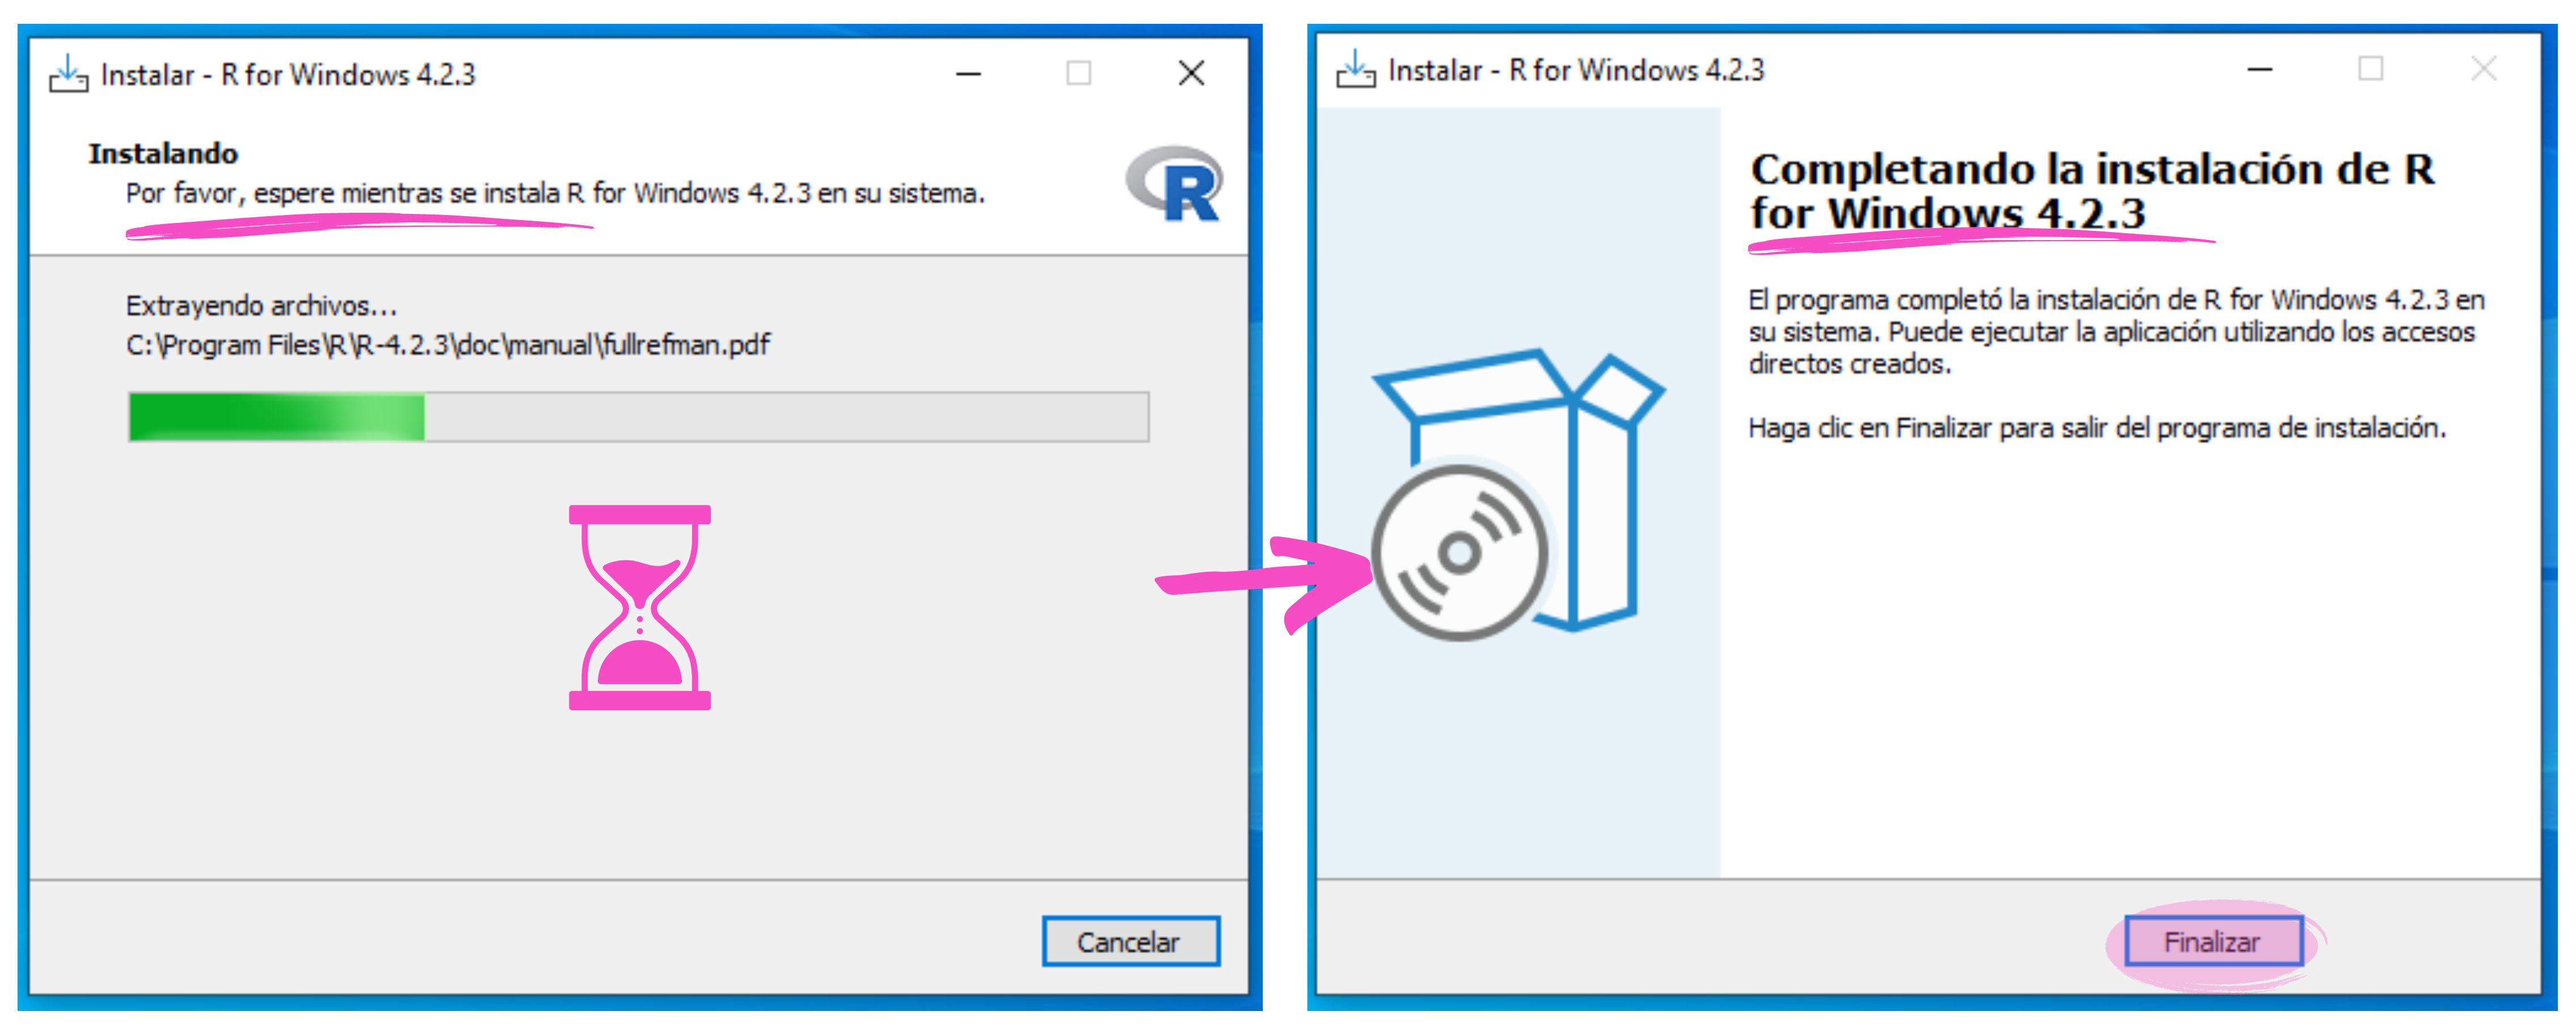 Instalar - R for Windows 4.2.3
Instalando
Por favor, espere mientras se instala R for Windows 4.2.3 en su sistema.
R
Extrayendo archivos...
C:\Program Files\R\R-4.2.3\doc\manual\fullrefman.pdf
Cancelar
Instalar - R for Windows 4.2.3
Completando la instalación de R
for Windows 4.2.3
El programa completó la instalación de R for Windows 4.2.3 en
su sistema. Puede ejecutar la aplicación utilizando los accesos
directos creados.
Haga clic en Finalizar para salir del programa de instalación.
Finalizar